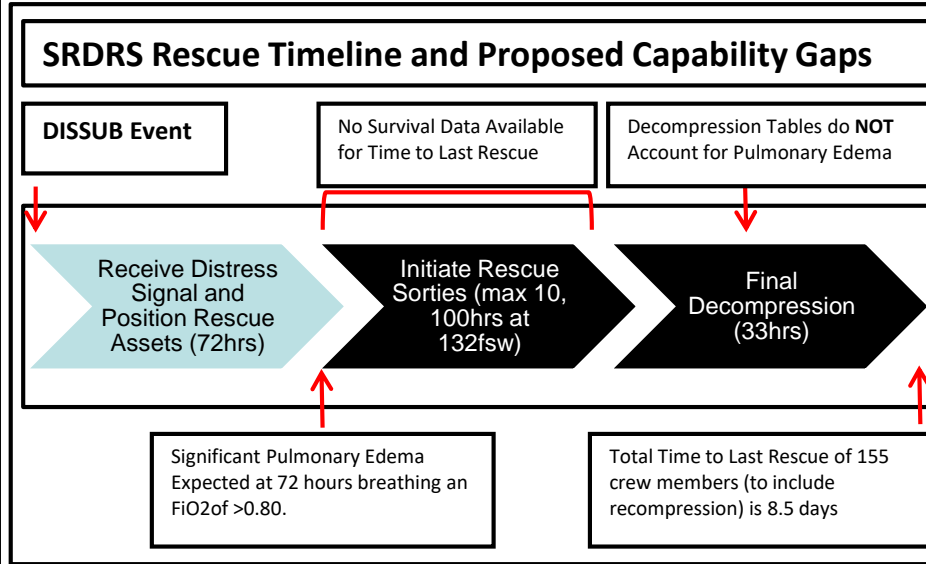 SRDRS Rescue Timeline and Proposed Capability Gaps
DISSUB Event
No Survival Data Available
for Time to Last Rescue
Decompression Tables do NOT
Account for Pulmonary Edema
Receive Distress
Signal and
Position Rescue
Assets (72hrs)
Initiate Rescue
Sorties (max 10,
100hrs at
132fsw)
Final
Decompression
(33hrs)
Significant Pulmonary Edema
Expected at 72 hours breathing an
FiO2of >0.80.
Total Time to Last Rescue of 155
crew members (to include
recompression) is 8.5 days